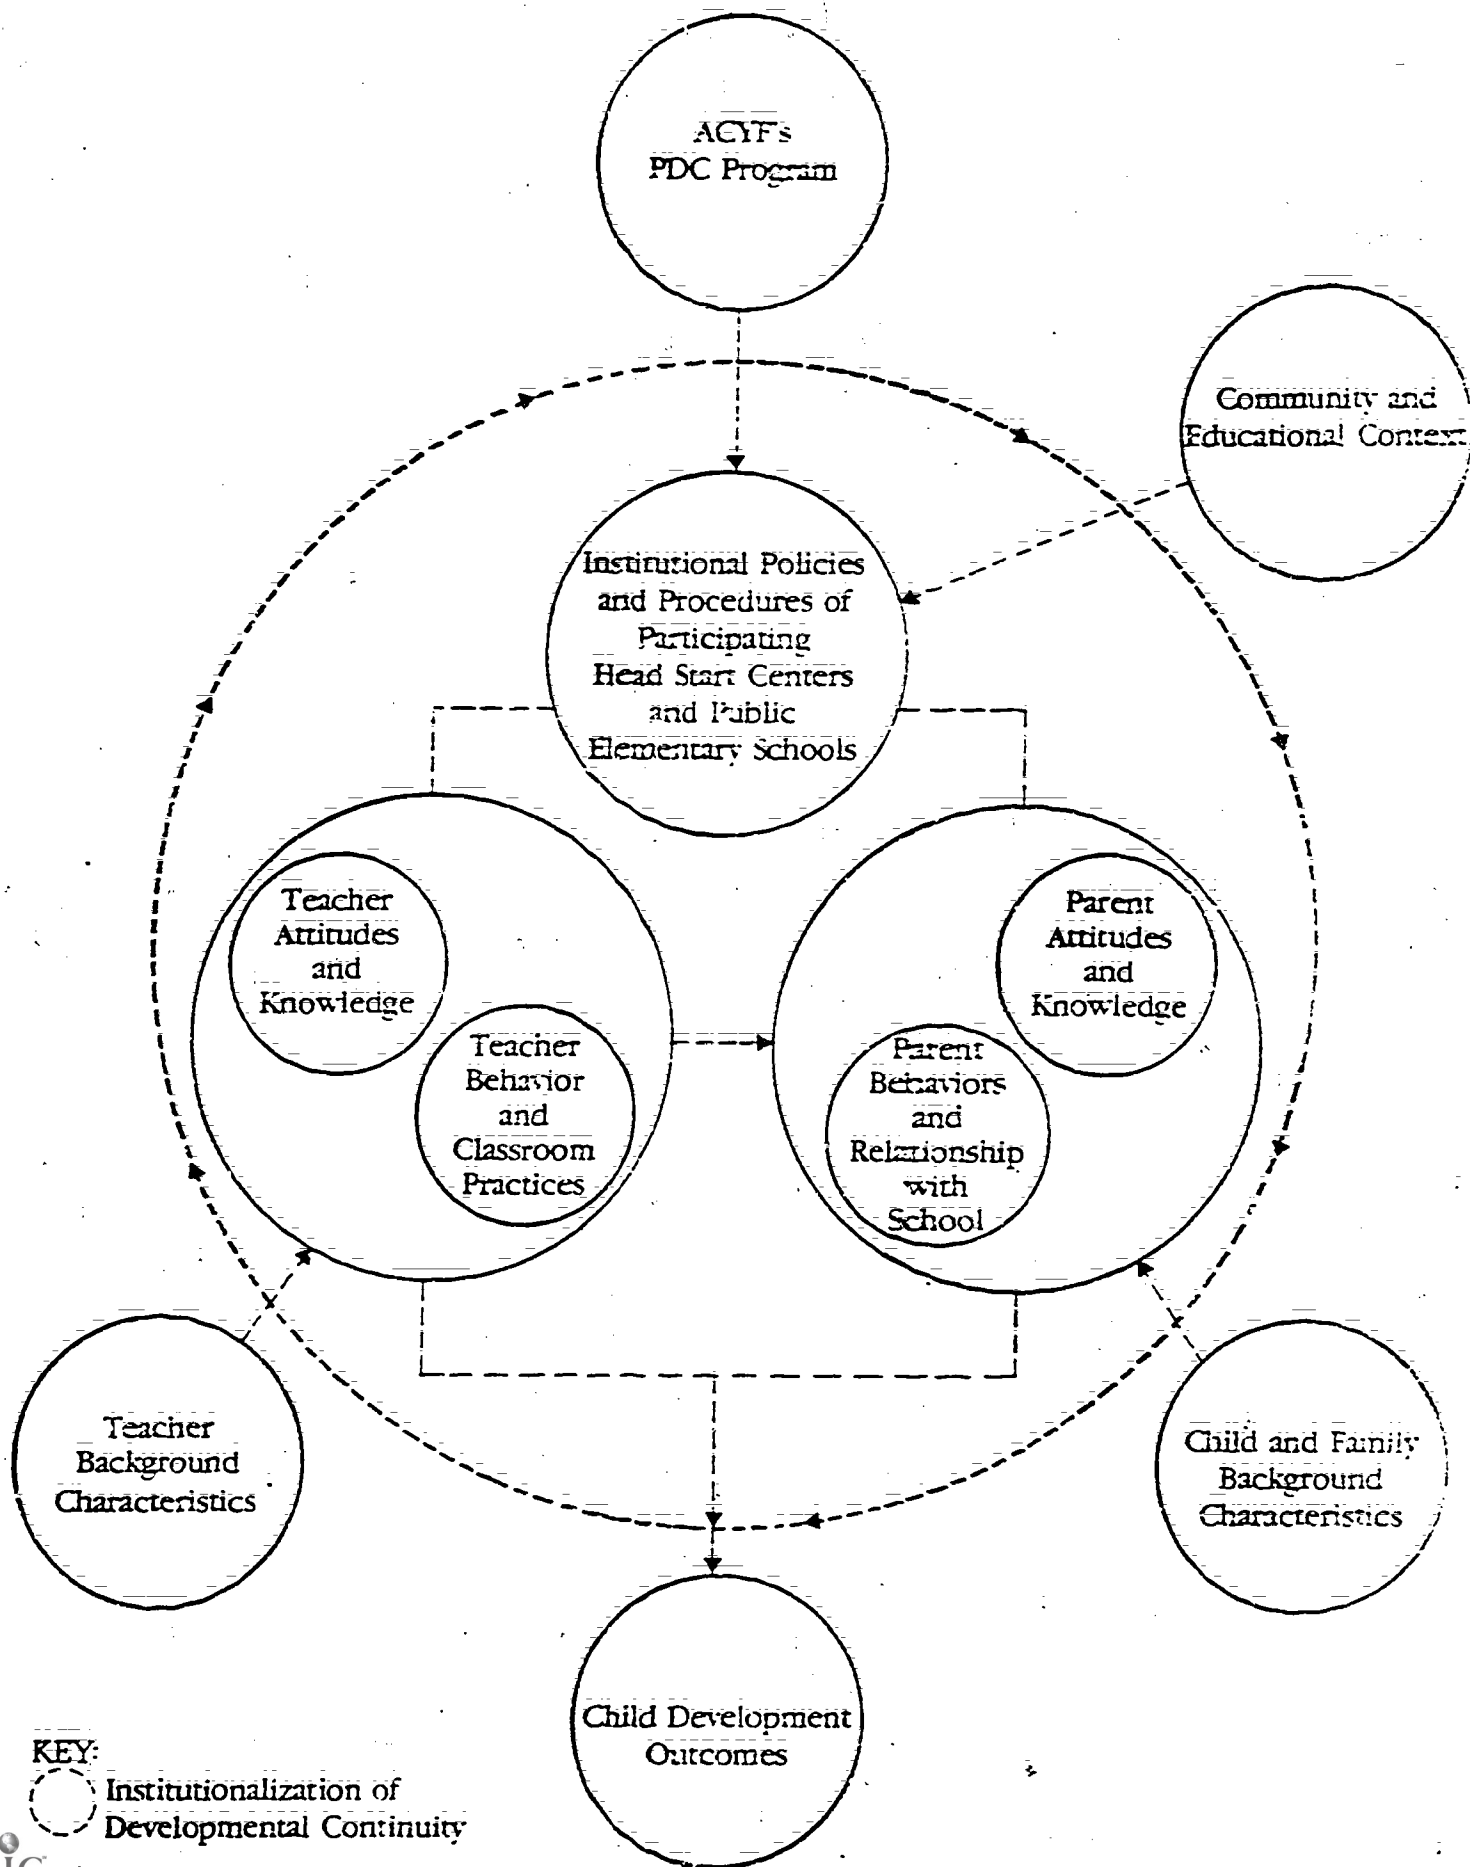 ACYF's
PDC Program
Community and
Educational Context
Institutional Policies
and Procedures of
Participating
Head Start Centers
and Public
Elementary Schools
Teacher
Attitudes
and
Knowledge
Teacher
Behavior
and
Classroom
Practices
Parent
Attitudes
and
Knowledge
Parent
Behaviors
and
Relationship
with
School
Teacher
Background
Characteristics
Child and Family
Background
Characteristics
Child Development
Outcomes
KEY:
Institutionalization of
Developmental Continuity